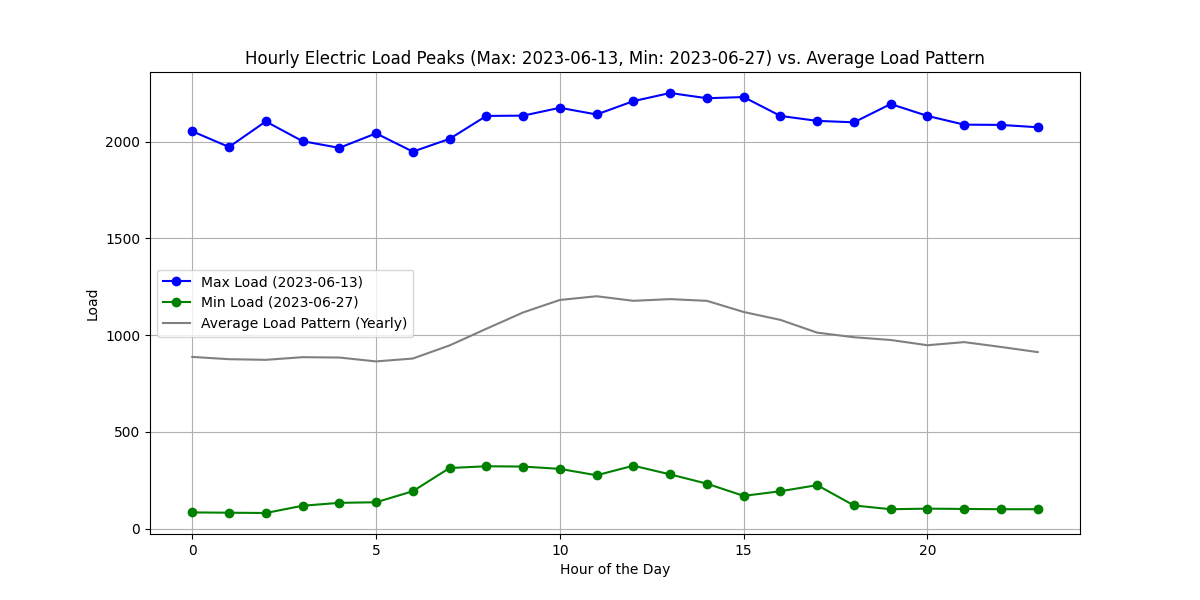 Hourly Electric Load Peaks (Max: 2023-06-13, Min: 2023-06-27) vs. Average Load Pattern
2000
1500
1000
500
0
Load
Max Load (2023-06-13)
Min Load (2023-06-27)
Average Load Pattern (Yearly)
0 5 10 15 20
Hour of the Day